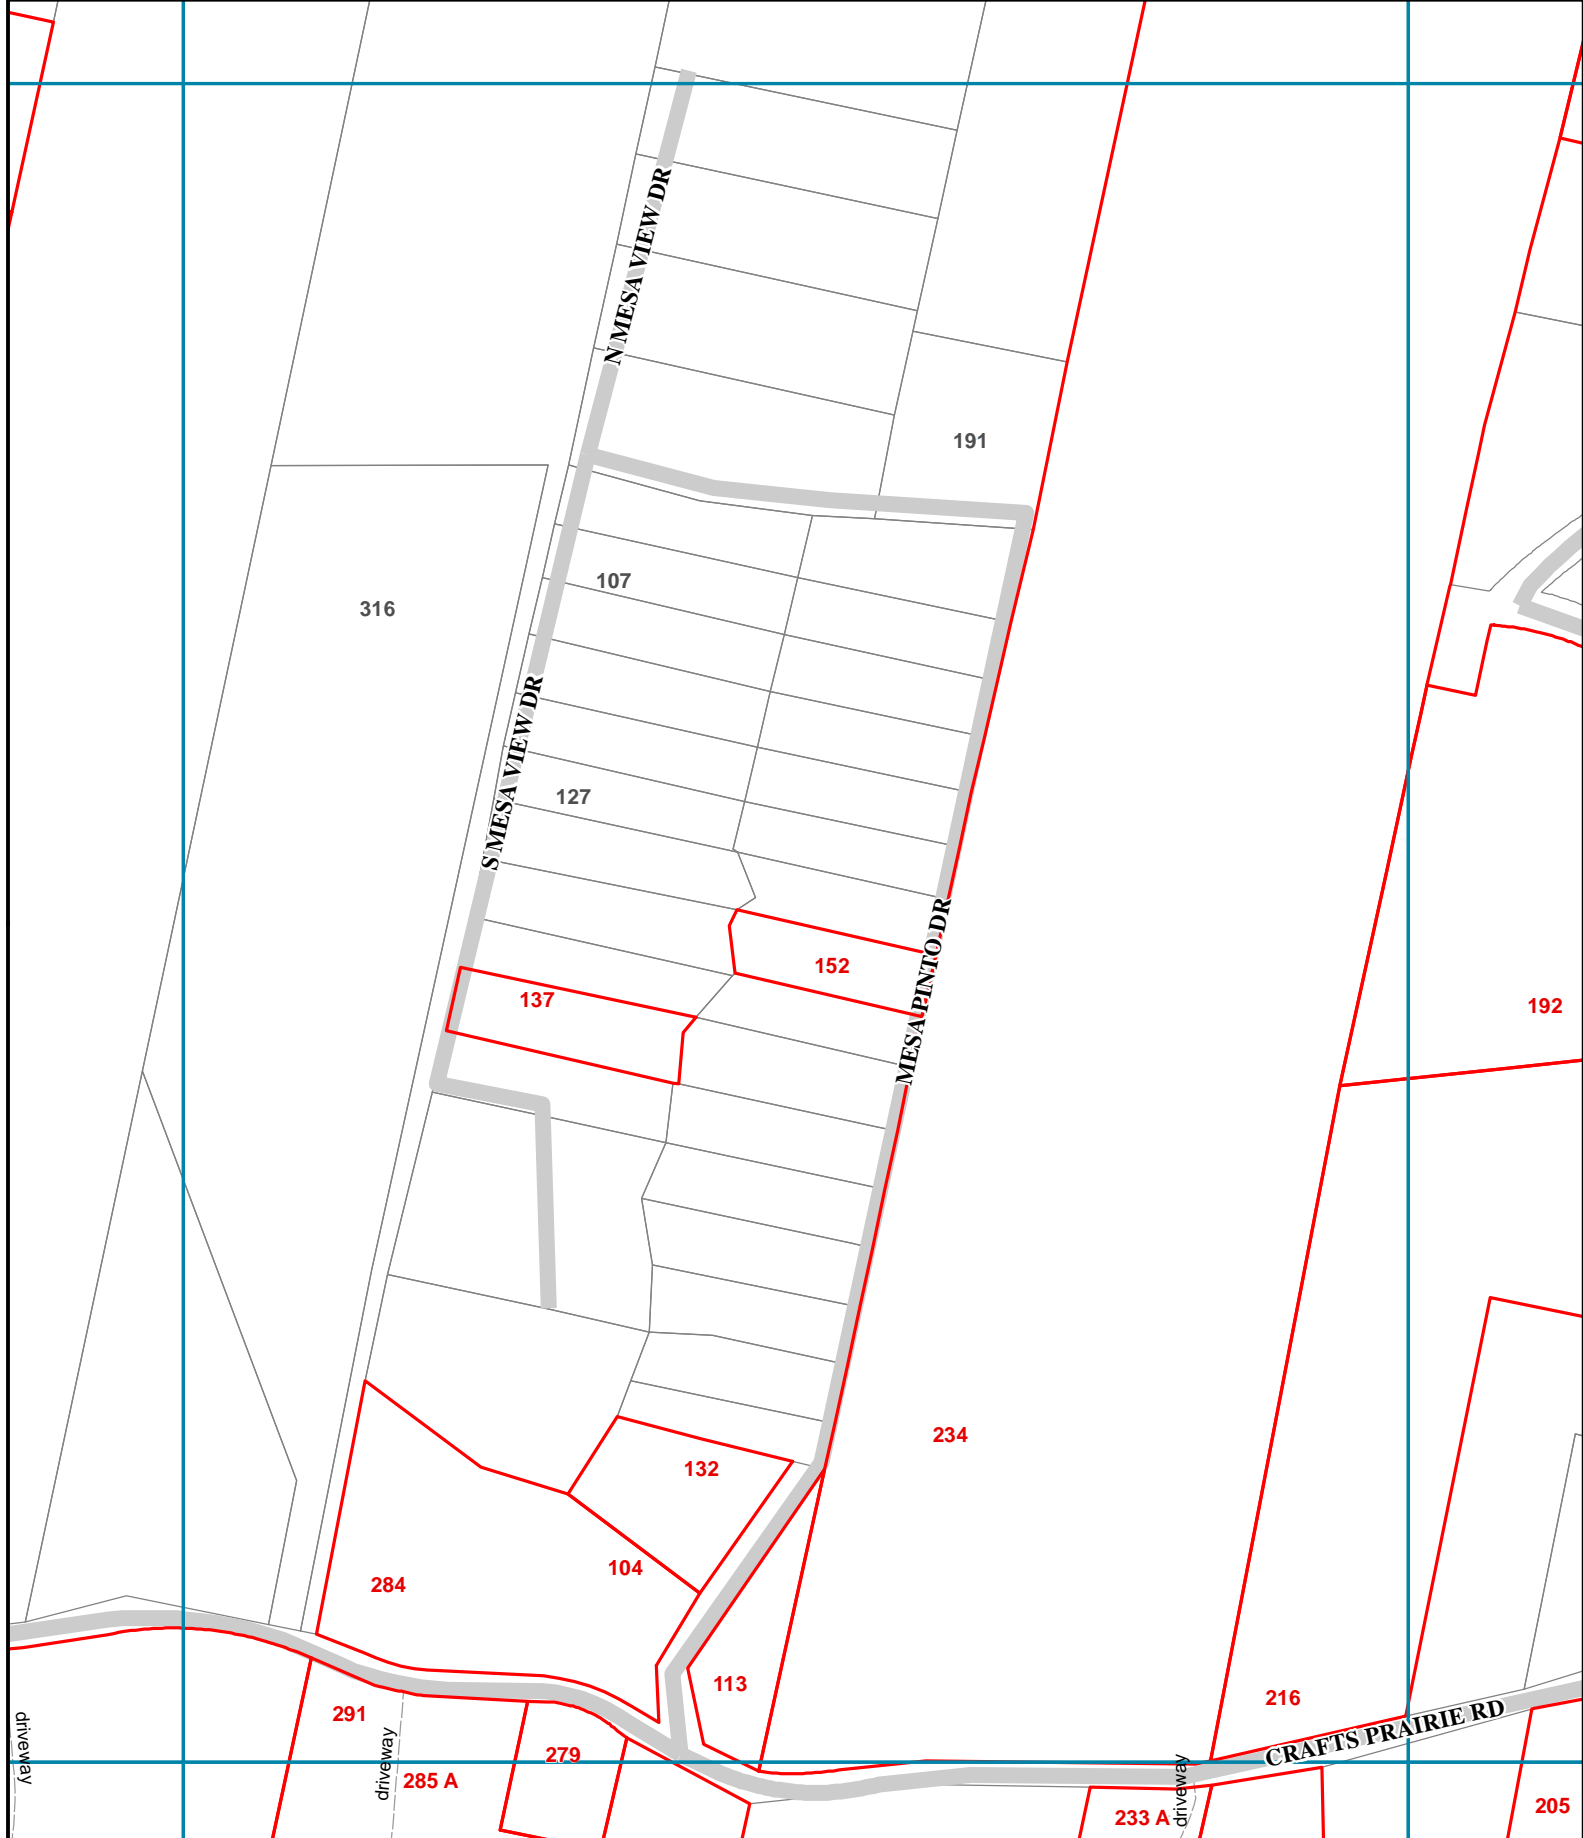 N MESA VIEW DR
191
107
316
S MESA VIEW DR
127
MESA PINTO DR
152
137
192
234
132
104
284
113
216
291
CRAFTS PRAIRIE RD
driveway
driveway
279
285 A
driveway
233 A
205